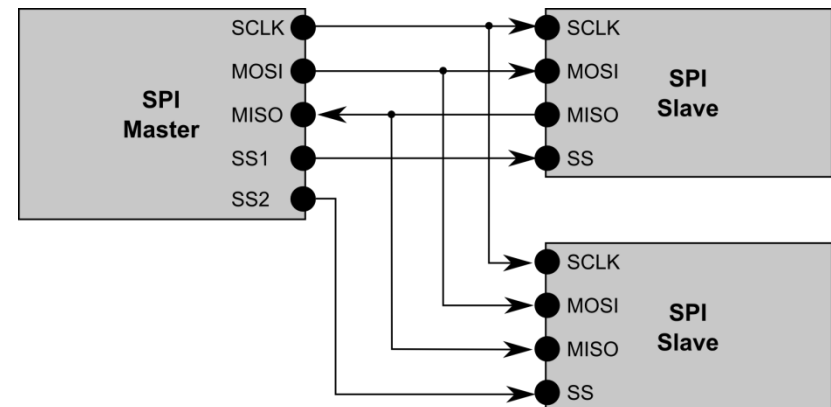 SCLK
MOSI
MISO
SS1
SS2
SPI
Master
SCLK
MOSI
MISO
SS
SPI
Slave
SCLK
MOSI
MISO
SS
SPI
Slave